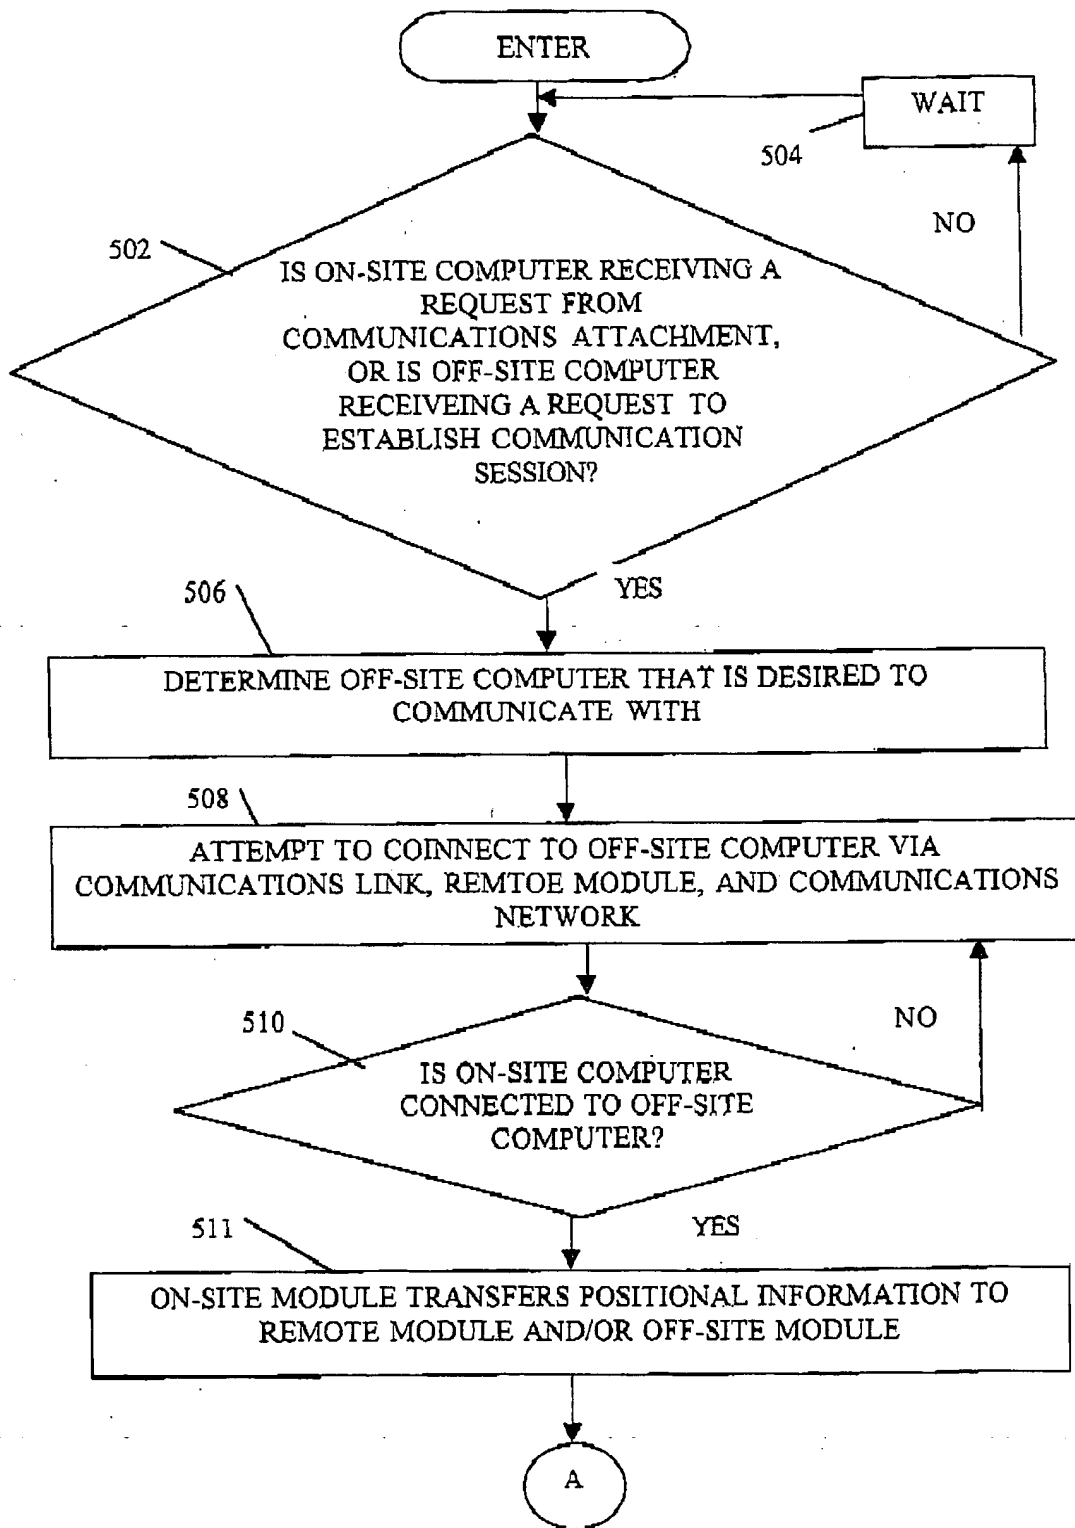 ENTER
WAIT
504
NO
502
IS ON-SITE COMPUTER RECEIVING A
REQUEST FROM
COMMUNICATIONS ATTACHMENT,
OR IS OFF-SITE COMPUTER
RECEIVEING A REQUEST TO
ESTABLISH COMMUNICATION
SESSION?
YES
506
DETERMINE OFF-SITE COMPUTER THAT IS DESIRED TO
COMMUNICATE WITH
508
ATTEMPT TO COINNECT TO OFF-SITE COMPUTER VIA
COMMUNICATIONS LINK, REMTOE MODULE, AND COMMUNICATIONS
NETWORK
510
NO
IS ON-SITE COMPUTER
CONNECTED TO OFF-SITE
COMPUTER?
YES
511
ON-SITE MODULE TRANSFERS POSITIONAL INFORMATION TO
REMOTE MODULE AND/OR OFF-SITE MODULE
A